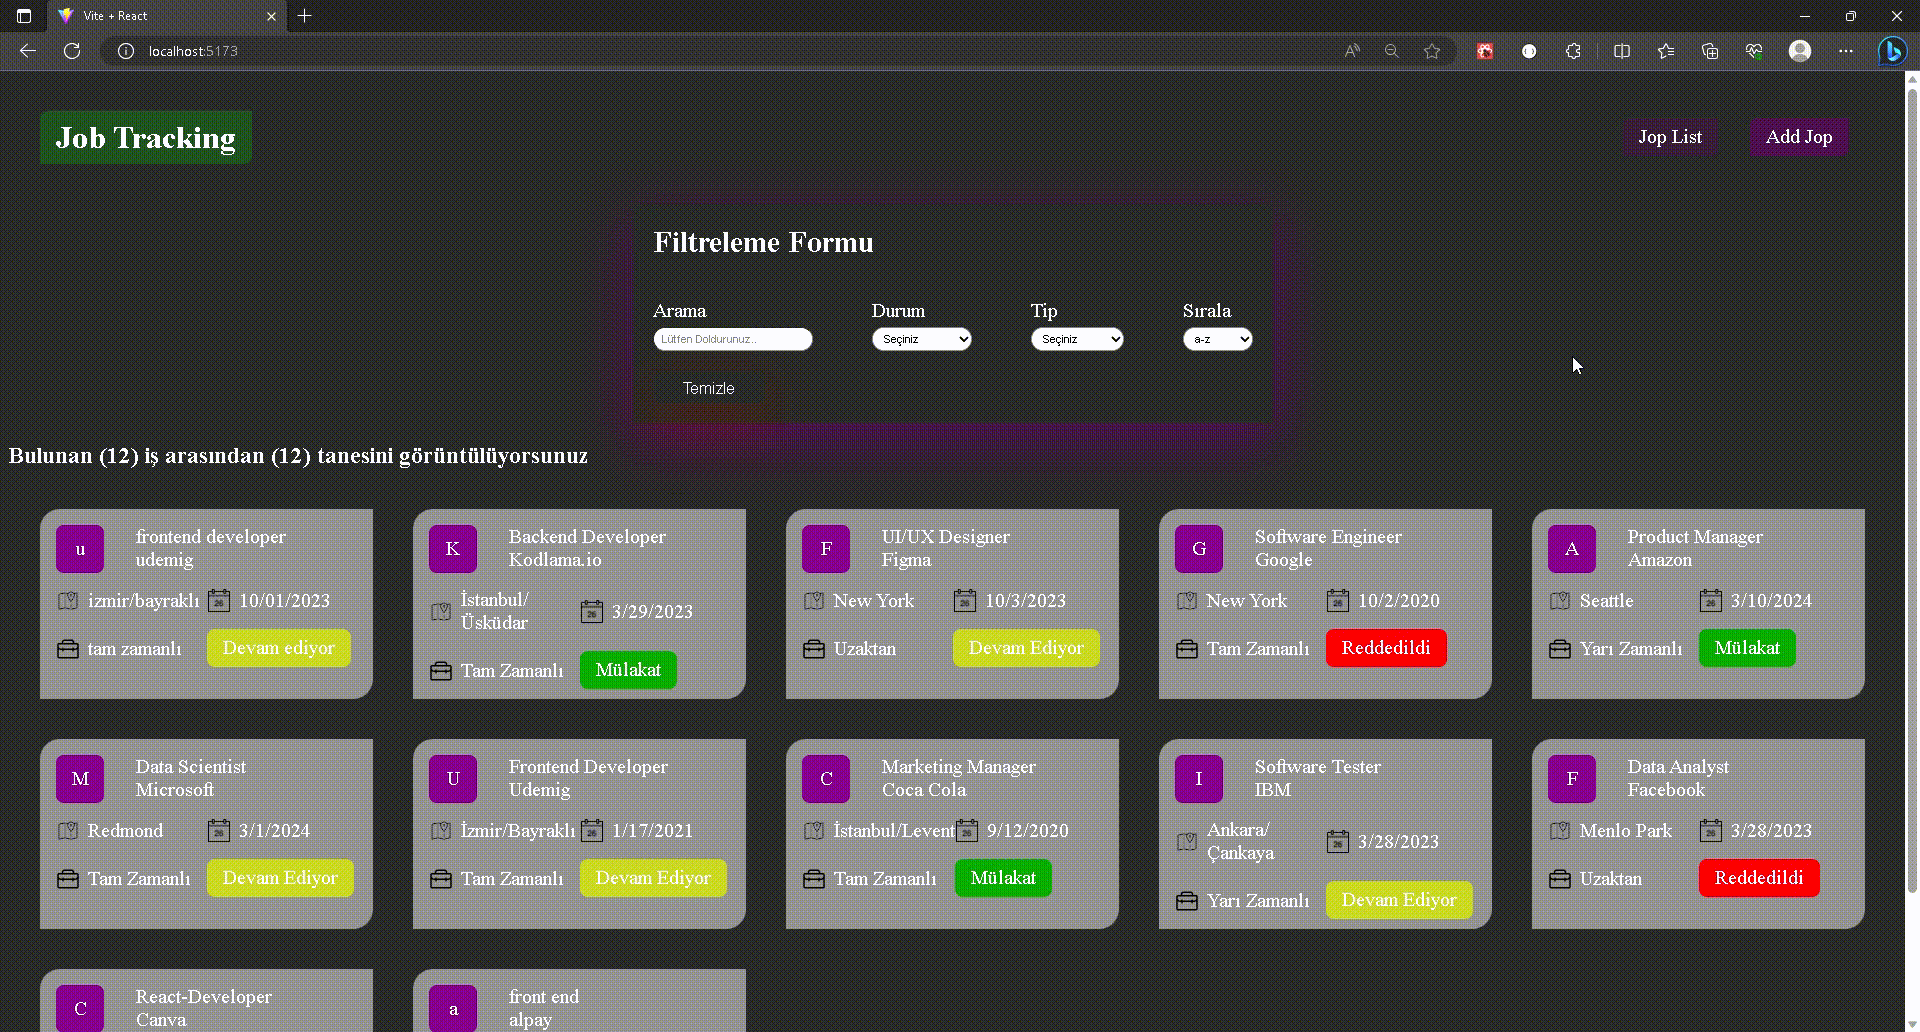 Vite + React
localhost:5173
Job Tracking
Jop List
Add Jop
Filtreleme Formu
Arama
Durum
Tip
Sırala
Lütfen Doldurunuz..
Seçiniz
Seçiniz
a-z
Temizle
Bulunan (12) iş arasından (12) tanesini görüntülüyorsunuz
u
frontend developer
udemig
izmir/bayraklı
10/01/2023
tam zamanlı
Devam ediyor
K
Backend Developer
Kodlama.io
İstanbul/
Üsküdar
3/29/2023
Tam Zamanlı
Mülakat
F
UI/UX Designer
Figma
New York
10/3/2023
Uzaktan
Devam Ediyor
G
Software Engineer
Google
New York
10/2/2020
Tam Zamanlı
Reddedildi
A
Product Manager
Amazon
Seattle
3/10/2024
Yarı Zamanlı
Mülakat
M
Data Scientist
Microsoft
Redmond
3/1/2024
Tam Zamanlı
Devam Ediyor
U
Frontend Developer
Udemig
İzmir/Bayraklı
1/17/2021
Tam Zamanlı
Devam Ediyor
C
Marketing Manager
Coca Cola
İstanbul/Levent
9/12/2020
Tam Zamanlı
Mülakat
I
Software Tester
IBM
Ankara/
Çankaya
3/28/2023
Yarı Zamanlı
Devam Ediyor
F
Data Analyst
Facebook
Menlo Park
3/28/2023
Uzaktan
Reddedildi
C
React-Developer
Canva
a
front end
alpay